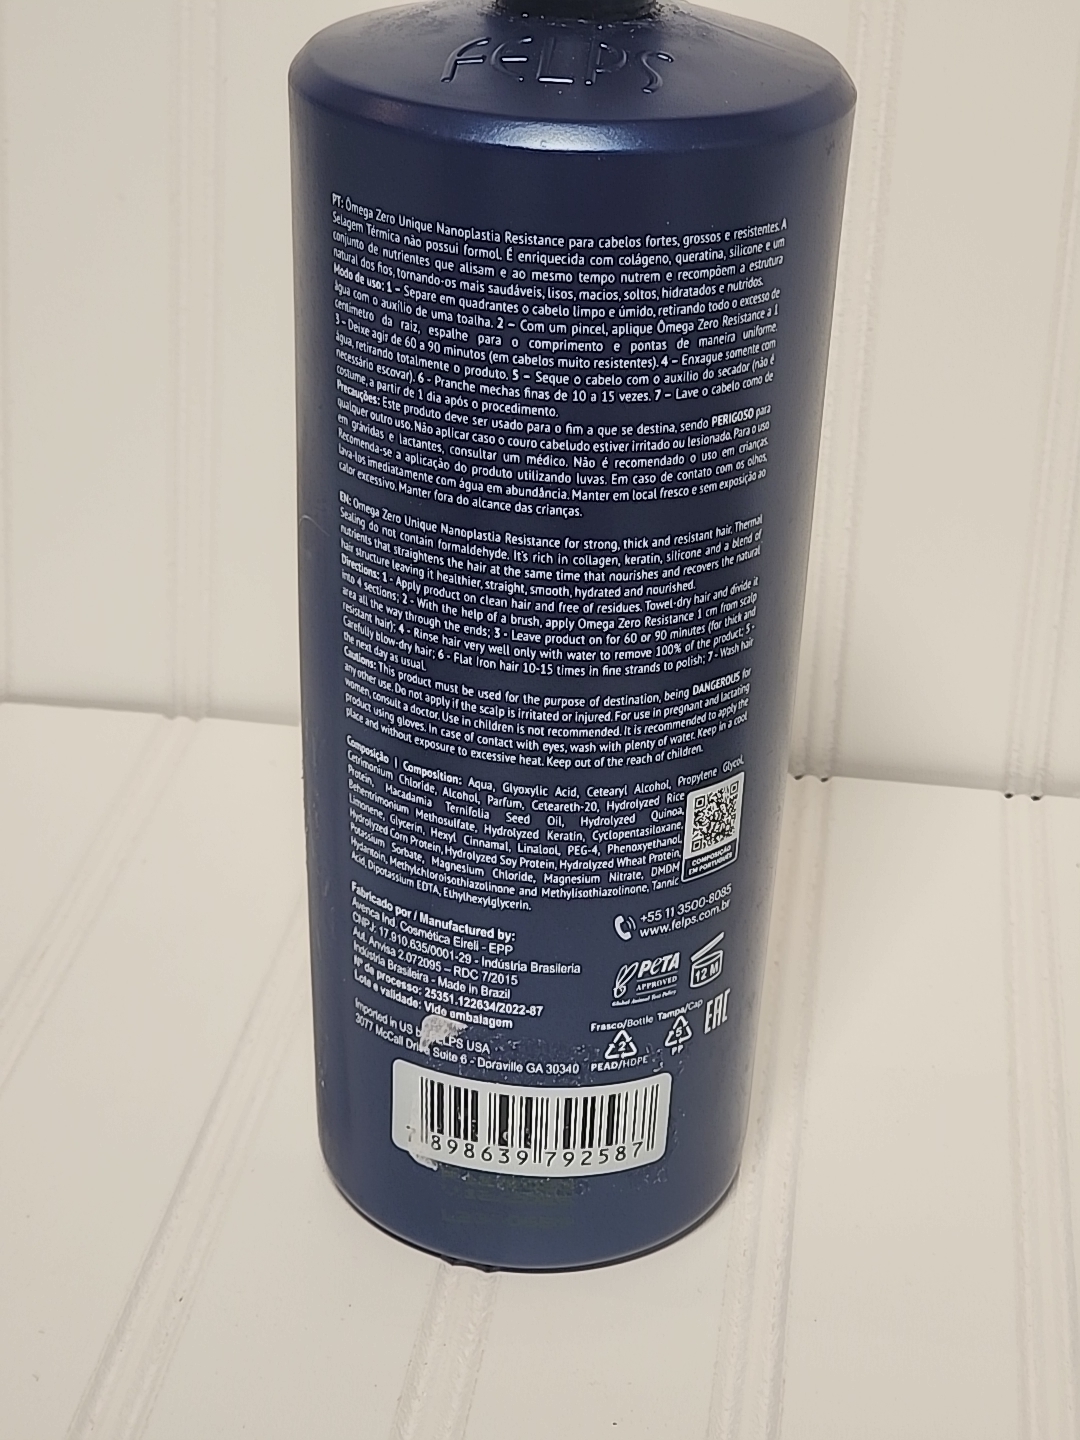 FELPS
PT: Ômega Zero Unique Nanoplastia Resistance para cabelos fortes, grossos e resistentes. A
Selagem Térmica não possui formol. É enriquecida com colágeno, queratina, silicone e um
conjunto de nutrientes que alisam e ao mesmo tempo nutrem e recompõem a estrutura
natural dos fios, tornando-os mais saudáveis, lisos, macios, soltos, hidratados e nutridos.
Modo de uso: 1 – Separe em quadrantes o cabelo limpo e úmido, retirando todo o excesso de
água com o auxílio de uma toalha. 2 – Com um pincel, aplique Ômega Zero Resistance a 1
centímetro da raiz, espalhe para o comprimento e pontas de maneira uniforme.
3 – Deixe agir de 60 a 90 minutos (em cabelos muito resistentes). 4 – Enxague somente com
água, retirando totalmente o produto. 5 – Seque o cabelo com o auxílio do secador (não é
necessário escovar). 6 - Pranche mechas finas de 10 a 15 vezes. 7 – Lave o cabelo como de
costume, a partir de 1 dia após o procedimento.
Precauções: Este produto deve ser usado para o fim a que se destina, sendo PERIGOSO para
qualquer outro uso. Não aplicar caso o couro cabeludo estiver irritado ou lesionado. Para o uso
em grávidas e lactantes, consultar um médico. Não é recomendado o uso em crianças.
Recomenda-se a aplicação do produto utilizando luvas. Em caso de contato com os olhos,
lava-los imediatamente com água em abundância. Manter em local fresco e sem exposição ao
calor excessivo. Manter fora do alcance das crianças.
EN: Ômega Zero Unique Nanoplastia Resistance for strong, thick and resistant hair. Thermal
Sealing do not contain formaldehyde. It's rich in collagen, keratin, silicone and a blend of
nutrients that straightens the hair at the same time that nourishes and recovers the natural
hair structure leaving it healthier, straight, smooth, hydrated and nourished.
Directions: 1 - Apply product on clean hair and free of residues. Towel-dry hair and divide it
into 4 sections; 2 - With the help of a brush, apply Omega Zero Resistance 1 cm from scalp
area all the way through the ends; 3 - Leave product on for 60 or 90 minutes (for thick and
resistant hair); 4 - Rinse hair very well only with water to remove 100% of the product; 5 -
Carefully blow-dry hair; 6 - Flat Iron hair 10-15 times in fine strands to polish; 7 - Wash hair
the next day as usual.
Cautions: This product must be used for the purpose of destination, being DANGEROUS for
any other use. Do not apply if the scalp is irritated or injured. For use in pregnant and lactating
women, consult a doctor. Use in children is not recommended. It is recommended to apply the
product using gloves. In case of contact with eyes, wash with plenty of water. Keep in a cool
place and without exposure to excessive heat. Keep out of the reach of children.
Composição | Composition: Aqua, Glyoxylic Acid, Cetearyl Alcohol, Propylene Glycol,
Cetrimonium Chloride, Alcohol, Parfum, Ceteareth-20, Hydrolyzed Rice
Protein, Macadamia Ternifolia Seed Oil, Hydrolyzed Quinoa,
Behentrimonium Methosulfate, Hydrolyzed Keratin, Cyclopentasiloxane,
Limonene, Glycerin, Hexyl Cinnamal, Linalool, PEG-4, Phenoxyethanol,
Hydrolyzed Corn Protein, Hydrolyzed Soy Protein, Hydrolyzed Wheat Protein,
Potassium Sorbate, Magnesium Chloride, Magnesium Nitrate, DMDM
Hydantoin, Methylchloroisothiazolinone and Methylisothiazolinone, Tannic
Acid, Dipotassium EDTA, Ethylhexylglycerin.
COMPOSIÇÃO
EM PORTUGUÊS
Fabricado por / Manufactured by:
Avenca Ind. Cosmética Eireli - EPP
CNPJ: 17.910.635/0001-29 - Indústria Brasileria
Aut. Anvisa 2.072095 – RDC 7/2015
Indústria Brasileira - Made in Brazil
Nº de processo: 25351.122634/2022-87
Lote e validade: Vide embalagem
Imported in US by FELPS USA
3077 McCall Drive Suite 6 - Doraville GA 30340
+55 11 3500-8085
www.felps.com.br
PETA
APPROVED
Global Animal Test Policy
12 M
Frasco/Bottle Tampa/Cap
2
PEAD/HDPE
5
PP
EAC
7 898639 792587